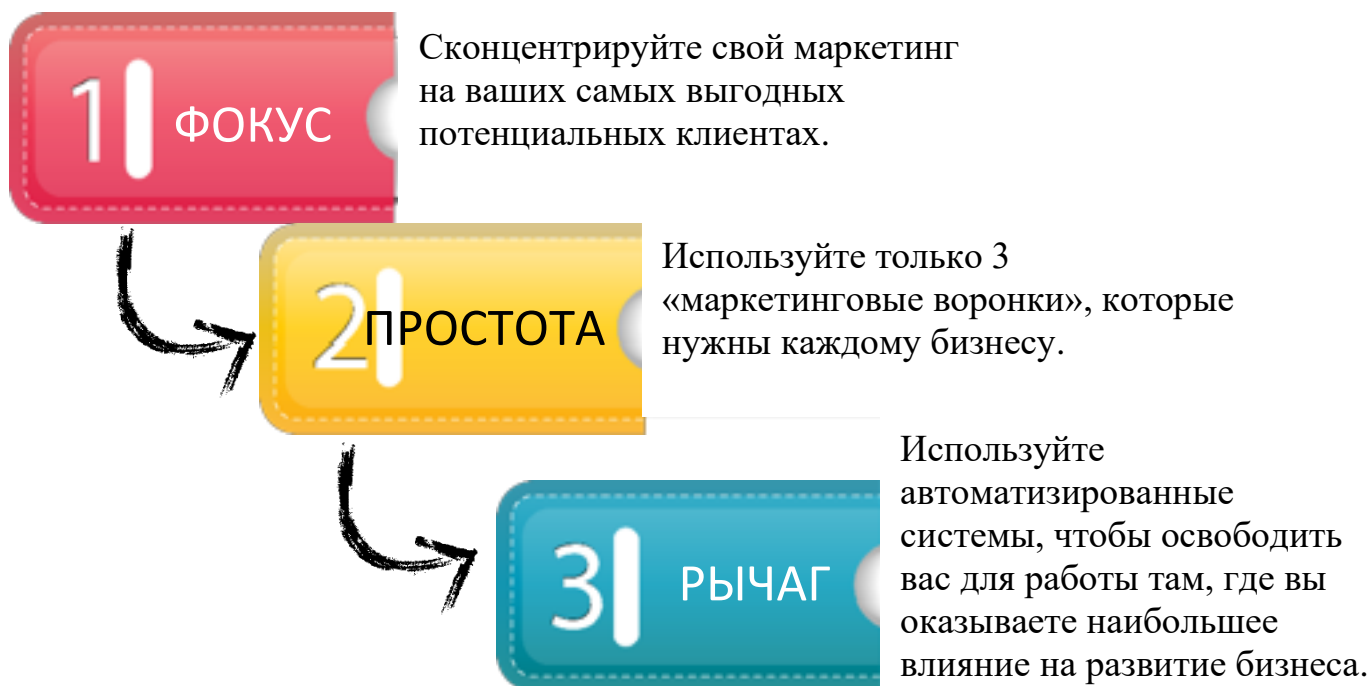 1 ФОКУС
Сконцентрируйте свой маркетинг
на ваших самых выгодных
потенциальных клиентах.
2 ПРОСТОТА
Используйте только 3
«маркетинговые воронки», которые
нужны каждому бизнесу.
3 РЫЧАГ
Используйте
автоматизированные
системы, чтобы освободить
вас для работы там, где вы
оказываете наибольшее
влияние на развитие бизнеса.